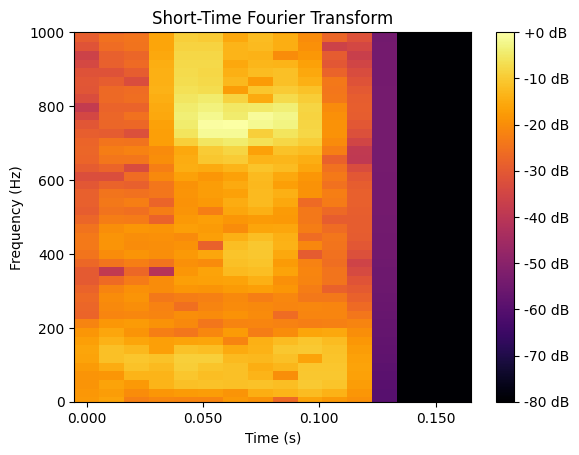 Short-Time Fourier Transform
1000
800
600
400
200
0
Frequency (Hz)
0.000
0.050
0.100
0.150
Time (s)
+0 dB
-10 dB
-20 dB
-30 dB
-40 dB
-50 dB
-60 dB
-70 dB
-80 dB